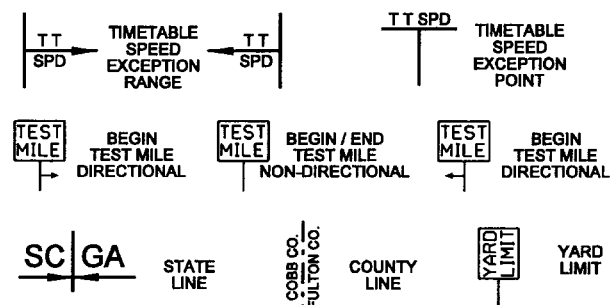 TT
SPD
TIMETABLE
SPEED
EXCEPTION
RANGE
TT
SPD
TT SPD
TIMETABLE
SPEED
EXCEPTION
POINT
TEST
MILE
BEGIN
TEST MILE
DIRECTIONAL
TEST
MILE
BEGIN / END
TEST MILE
NON-DIRECTIONAL
TEST
MILE
BEGIN
TEST MILE
DIRECTIONAL
SC GA
STATE
LINE
COBB CO.
FULTON CO.
COUNTY
LINE
YARD
LIMIT
YARD
LIMIT